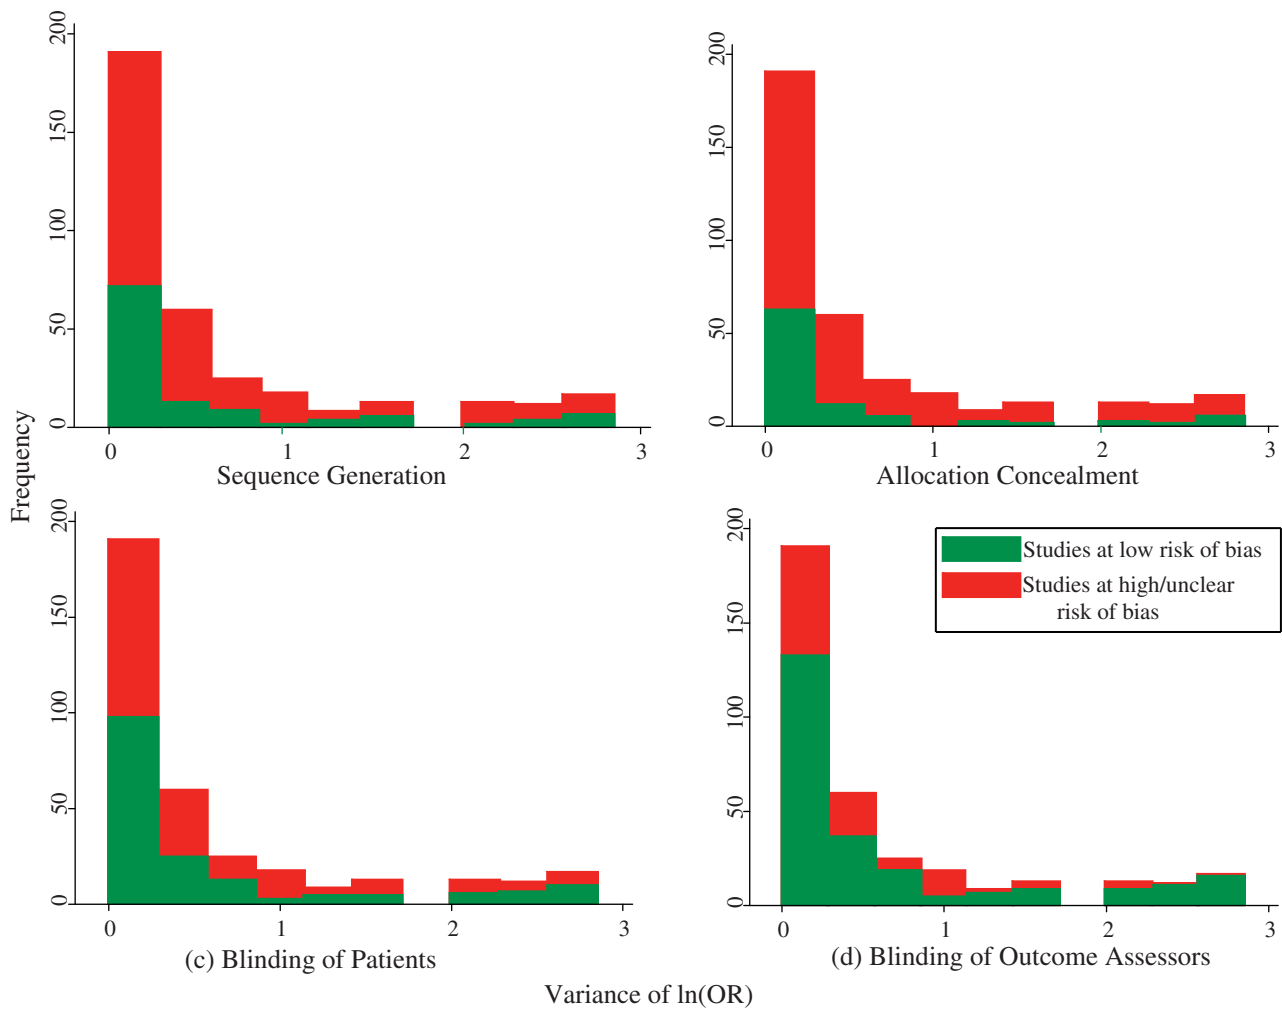 Frequency
200
150
100
50
0
0 1 2 3
Sequence Generation
200
150
100
50
0
0 1 2 3
Allocation Concealment
200
150
100
50
0
0 1 2 3
(c) Blinding of Patients
200
150
100
50
0
0 1 2 3
(d) Blinding of Outcome Assessors
Studies at low risk of bias
Studies at high/unclear
risk of bias
Variance of ln(OR)